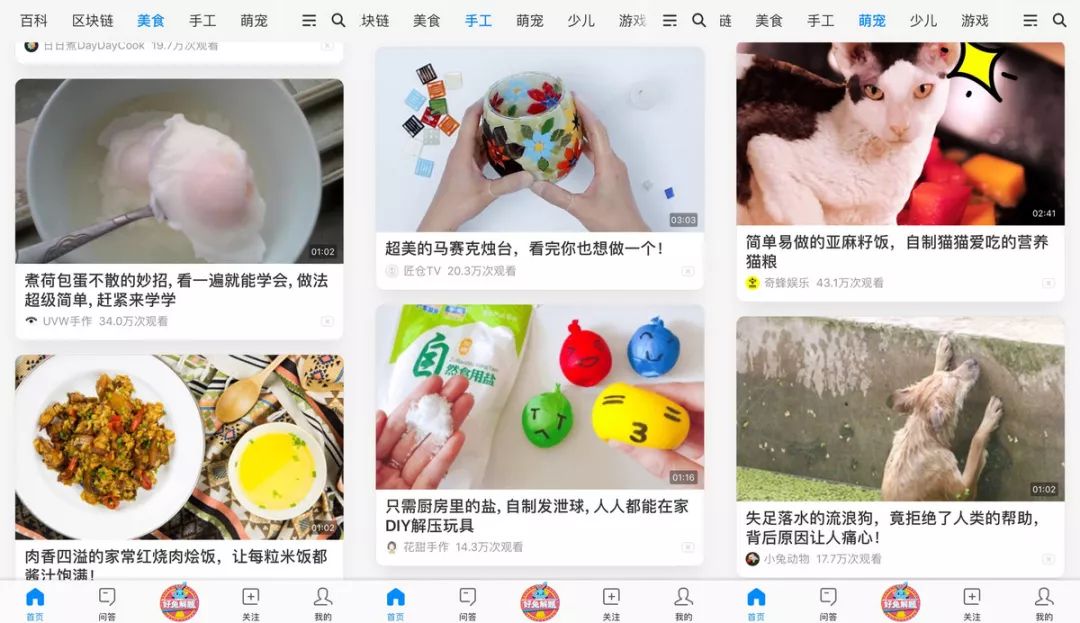 百科 区块链 美食 手工 萌宠
日日煮DayDayCook 19.7万次观看
01:02
煮荷包蛋不散的妙招, 看一遍就能学会, 做法
超级简单, 赶紧来学学
UVW手作 34.0万次观看
01:02
肉香四溢的家常红烧肉烩饭，让每粒米饭都
酱汁饱满!
首页 问答 好兔解题 关注 我的
块链 美食 手工 萌宠 少儿 游戏
03:03
超美的马赛克烛台，看完你也想做一个！
匠仓TV 20.3万次观看
自
然食用盐
01:16
只需厨房里的盐, 自制发泄球, 人人都能在家
DIY解压玩具
花甜手作 14.3万次观看
首页 问答 好兔解题 关注 我的
链 美食 手工 萌宠 少儿 游戏
02:41
简单易做的亚麻籽饭，自制猫猫爱吃的营养
猫粮
奇蜂娱乐 43.1万次观看
01:02
失足落水的流浪狗，竟拒绝了人类的帮助，
背后原因让人痛心！
小兔动物 17.7万次观看
首页 问答 好兔解题 关注 我的